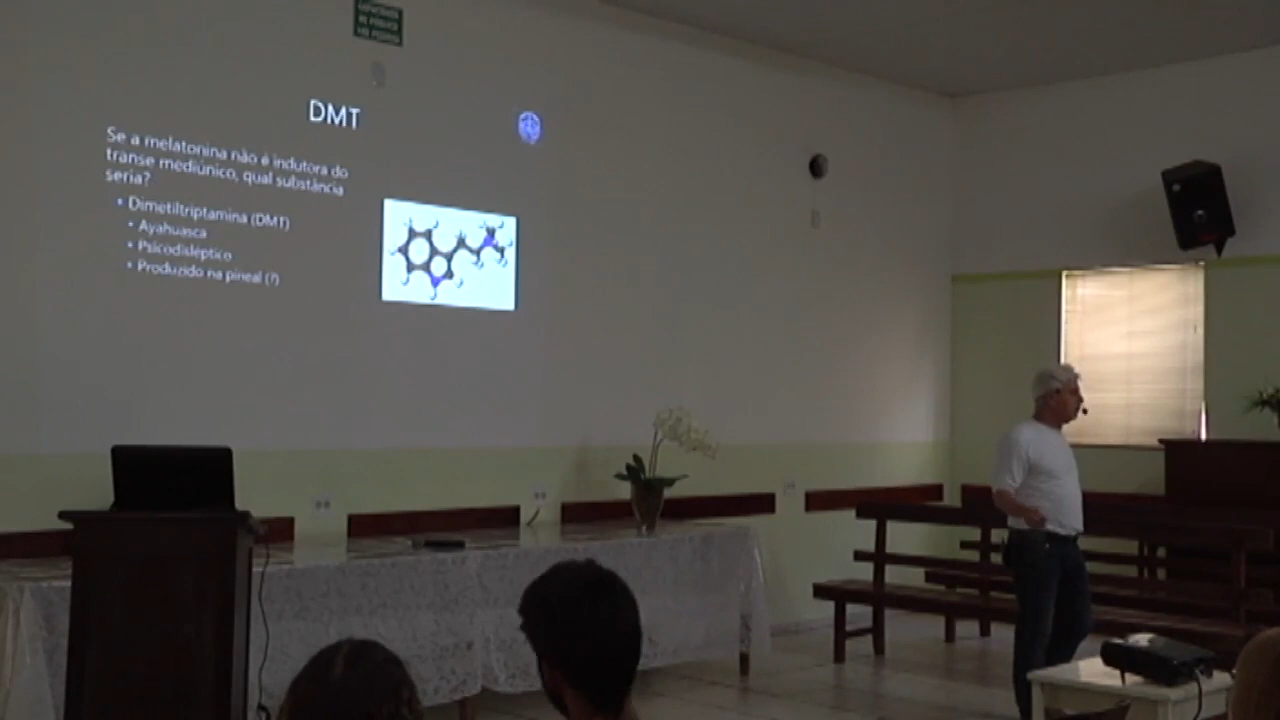 DMT
Se a melatonina não é indutora do
transe mediúnico, qual substância
seria?
• Dimetiltriptamina (DMT)
• Ayahuasca
• Psicodisléptico
• Produzido na pineal (?)